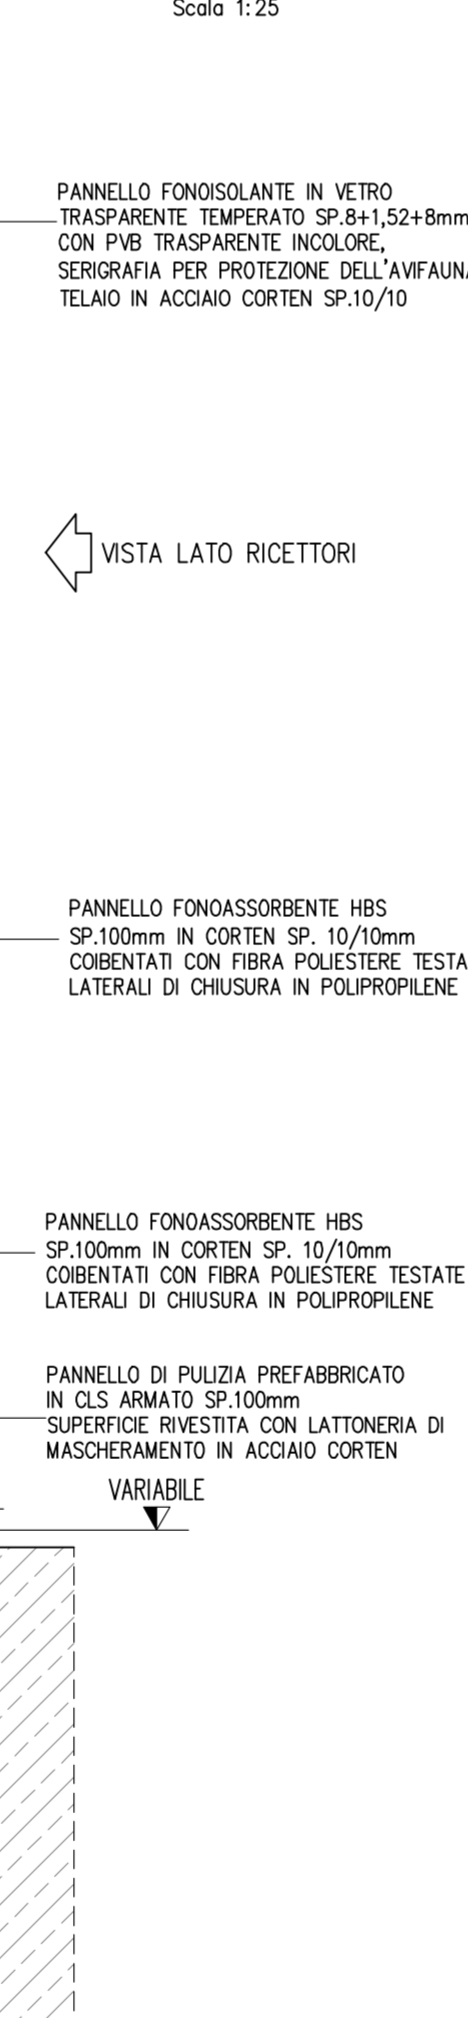 Scala 1:25
PANNELLO FONOISOLANTE IN VETRO
TRASPARENTE TEMPERATO SP.8+1,52+8mm
CON PVB TRASPARENTE INCOLORE,
SERIGRAFIA PER PROTEZIONE DELL'AVIFAUNA
TELAIO IN ACCIAIO CORTEN SP.10/10
VISTA LATO RICETTORI
PANNELLO FONOASSORBENTE HBS
SP.100mm IN CORTEN SP. 10/10mm
COIBENTATI CON FIBRA POLIESTERE TESTA
LATERALI DI CHIUSURA IN POLIPROPILENE
PANNELLO FONOASSORBENTE HBS
SP.100mm IN CORTEN SP. 10/10mm
COIBENTATI CON FIBRA POLIESTERE TESTATE
LATERALI DI CHIUSURA IN POLIPROPILENE
PANNELLO DI PULIZIA PREFABBRICATO
IN CLS ARMATO SP.100mm
SUPERFICIE RIVESTITA CON LATTONERIA DI
MASCHERAMENTO IN ACCIAIO CORTEN
VARIABILE